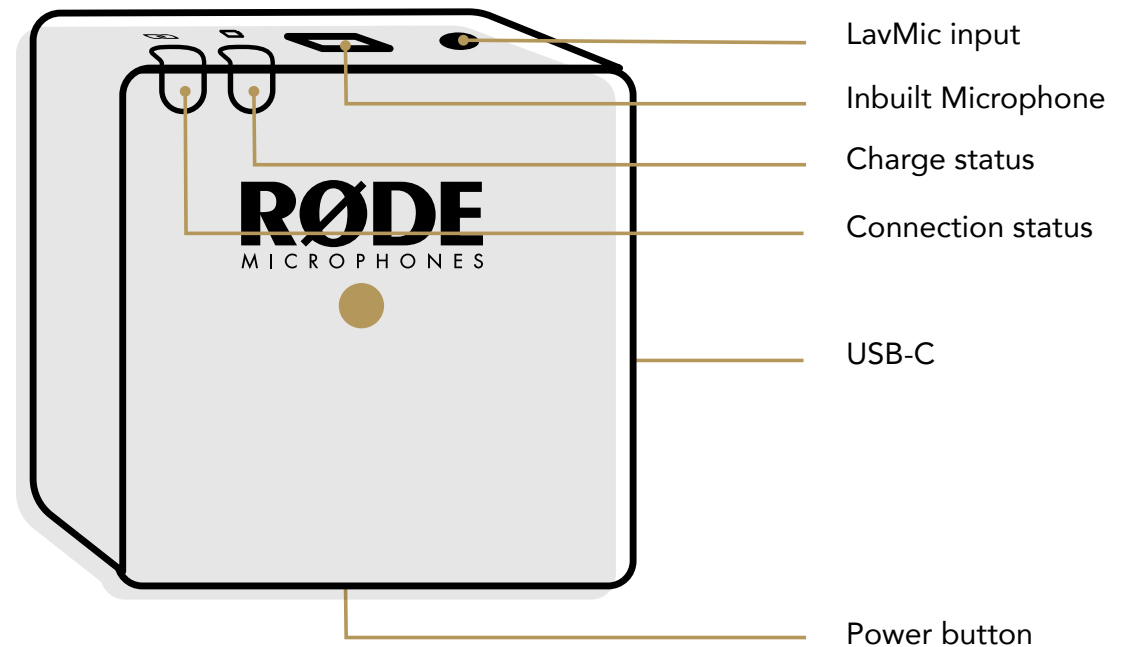 LavMic input
Inbuilt Microphone
Charge status
Connection status
RØDE
MICROPHONES
USB-C
Power button